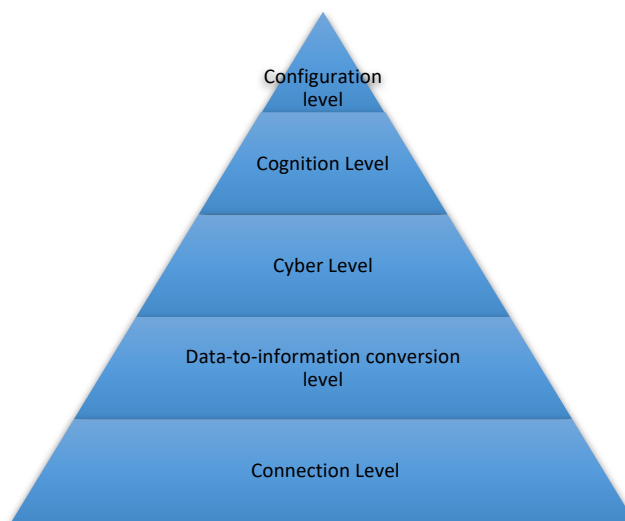 Configuration
level
Cognition Level
Cyber Level
Data-to-information conversion
level
Connection Level